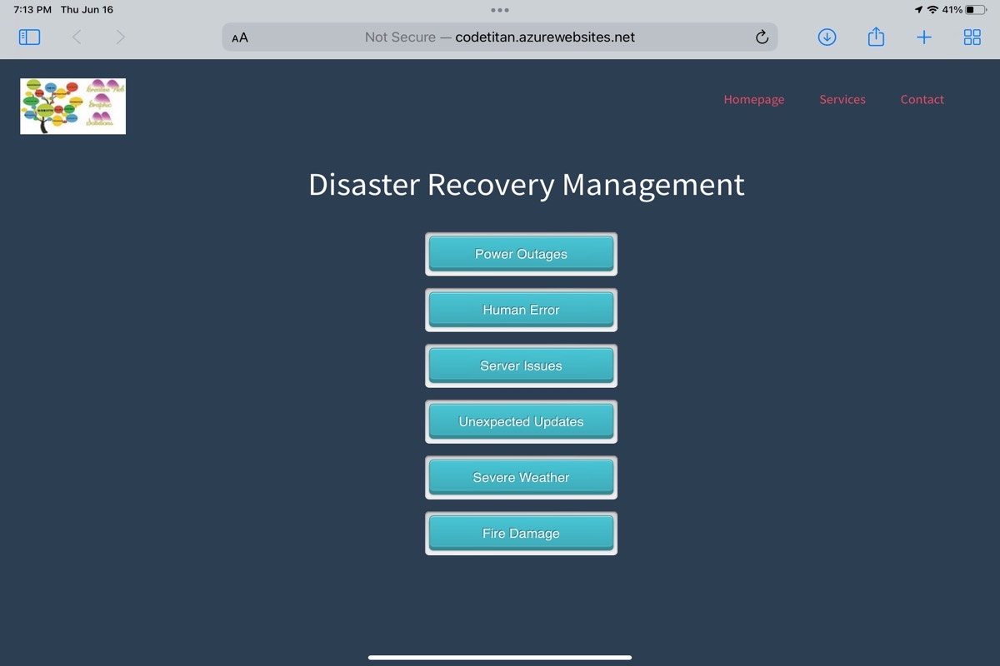 7:13 PM Thu Jun 16
41%
AA
Not Secure — codetitan.azurewebsites.net
Homepage
Services
Contact
Disaster Recovery Management
Power Outages
Human Error
Server Issues
Unexpected Updates
Severe Weather
Fire Damage